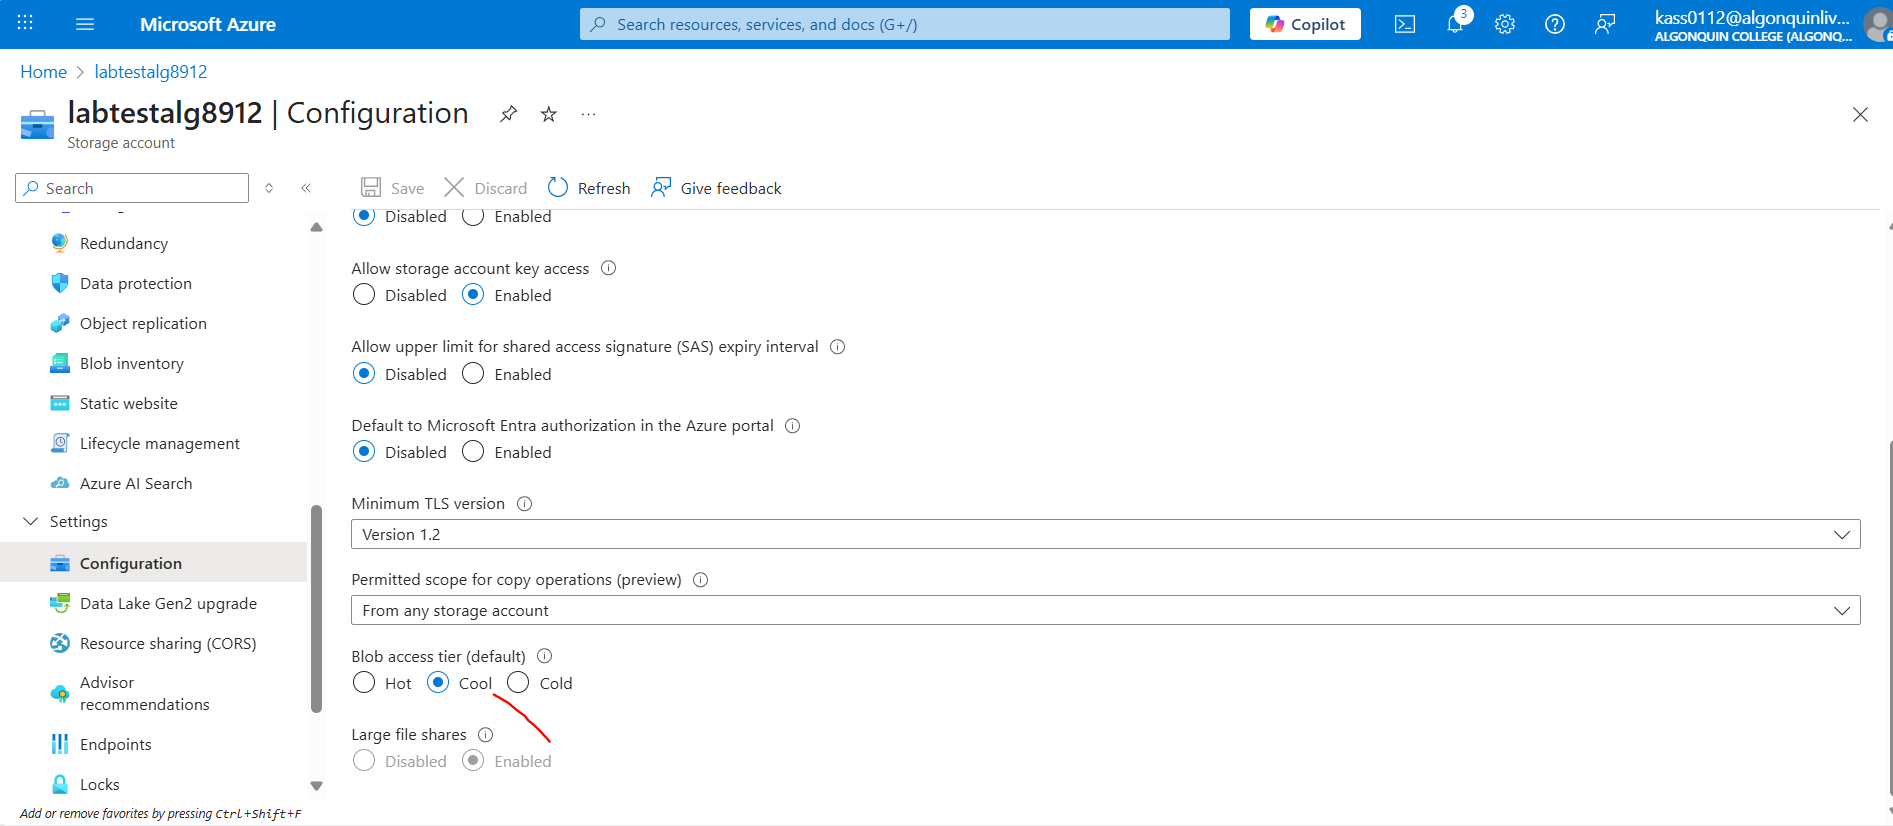 Microsoft Azure
Search resources, services, and docs (G+/)
Copilot
3
kass0112@algonquinliv...
ALGONQUIN COLLEGE (ALGONQ...
Home > labtestalg8912
labtestalg8912 | Configuration
Storage account
Search
Save
Discard
Refresh
Give feedback
Redundancy
Data protection
Object replication
Blob inventory
Static website
Lifecycle management
Azure AI Search
Settings
Configuration
Data Lake Gen2 upgrade
Resource sharing (CORS)
Advisor
recommendations
Endpoints
Locks
Add or remove favorites by pressing Ctrl+Shift+F
Disabled Enabled
Allow storage account key access
Disabled Enabled
Allow upper limit for shared access signature (SAS) expiry interval
Disabled Enabled
Default to Microsoft Entra authorization in the Azure portal
Disabled Enabled
Minimum TLS version
Version 1.2
Permitted scope for copy operations (preview)
From any storage account
Blob access tier (default)
Hot Cool Cold
Large file shares
Disabled Enabled